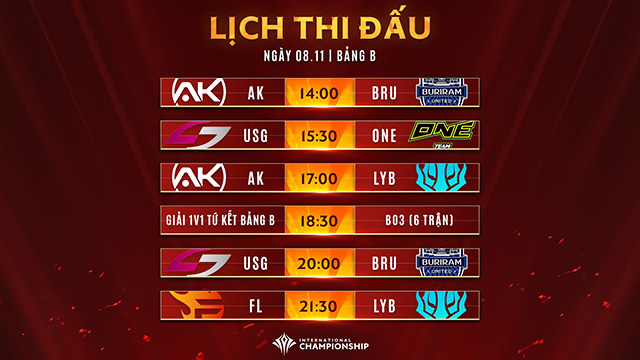 LỊCH THI ĐẤU
NGÀY 08.11 | BẢNG B
AK AK 14:00 BRU BURIRAM UNITED
USG 15:30 ONE ONE TEAM
AK AK 17:00 LYB
GIẢI 1V1 TỨ KẾT BẢNG B 18:30 BO3 (6 TRẬN)
USG 20:00 BRU BURIRAM UNITED
FL 21:30 LYB
INTERNATIONAL
CHAMPIONSHIP